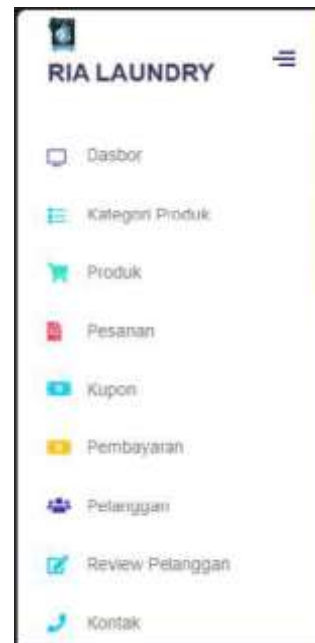 RIA LAUNDRY
Dasbor
Kategori Produk
Produk
Pesanan
Kupon
Pembayaran
Pelanggan
Review Pelanggan
Kontak